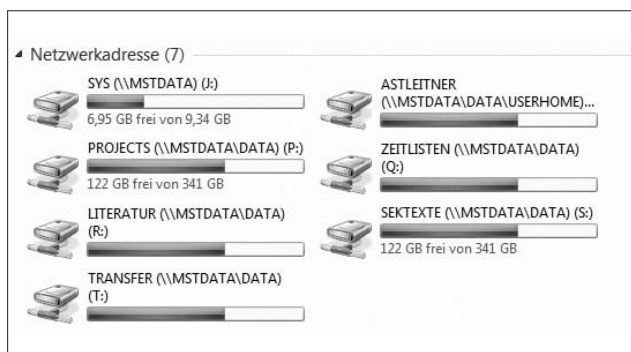 Netzwerkadresse (7)
SYS (\\MSTDATA) (J:)
6,95 GB frei von 9,34 GB
ASTLEITNER
(\\MSTDATA\DATA\USERHOME)...
PROJECTS (\\MSTDATA\DATA) (P:)
122 GB frei von 341 GB
ZEITLISTEN (\\MSTDATA\DATA)
(Q:)
LITERATUR (\\MSTDATA\DATA)
(R:)
SEKTEXTE (\\MSTDATA\DATA) (S:)
122 GB frei von 341 GB
TRANSFER (\\MSTDATA\DATA)
(T:)